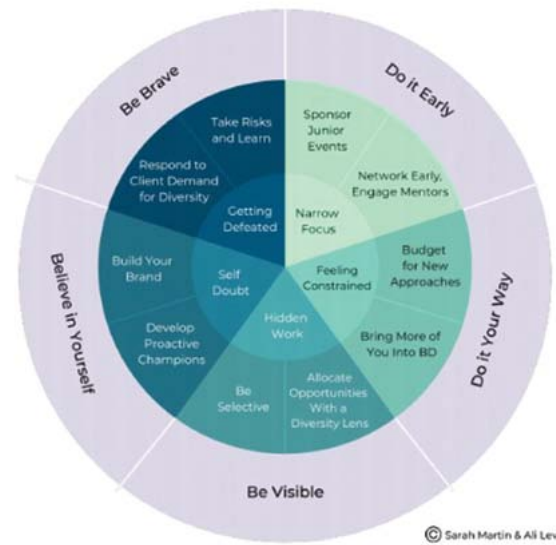 Be Brave
Do it Early
Take Risks
and Learn
Sponsor
Junior
Events
Respond to
Client Demand
for Diversity
Network Early,
Engage Mentors
Getting
Defeated
Narrow
Focus
Build Your
Brand
Self
Doubt
Feeling
Constrained
Budget
for New
Approaches
Believe in Yourself
Do it Your Way
Hidden
Work
Develop
Proactive
Champions
Bring More of
You Into BD
Be
Selective
Allocate
Opportunities
With a
Diversity Lens
Be Visible
© Sarah Martin & Ali Lev